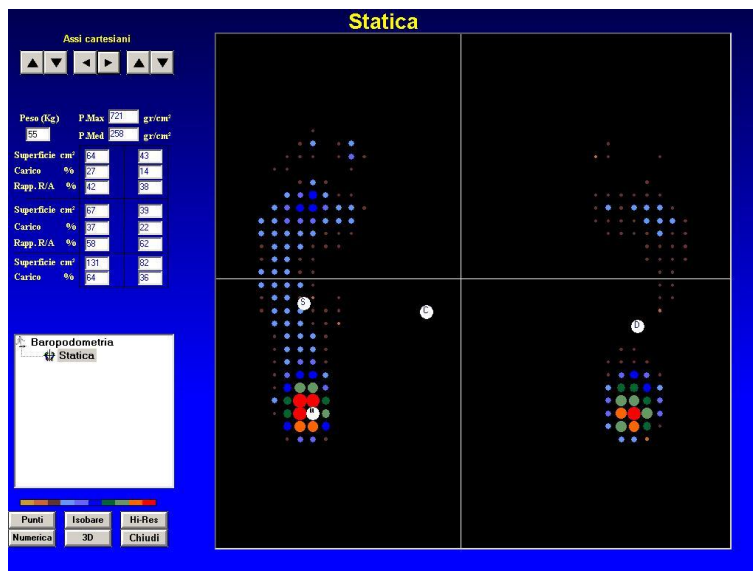 Statica
Assi cartesiani
Peso (Kg) P.Max 721 gr/cm²
55 P.Med 258 gr/cm²
Superficie cm² 64 43
Carico % 27 14
Rapp. R/A % 42 38
Superficie cm² 67 39
Carico % 37 22
Rapp. R/A % 58 62
Superficie cm² 131 82
Carico % 64 36
S
C
D
M
Baropodometria
Statica
Punti Isobare Hi-Res
Numerica 3D Chiudi